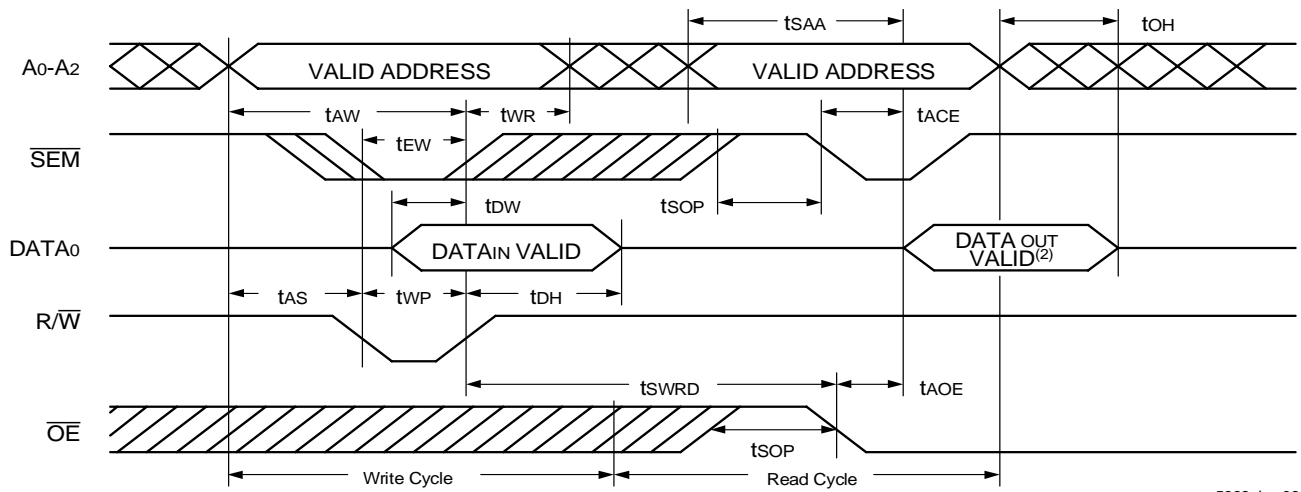 tSAA
tOH
A0-A2
VALID ADDRESS
VALID ADDRESS
tAW
tWR
tACE
tEW
SEM
tDW
tSOP
DATA0
DATAIN VALID
DATA OUT
VALID(2)
tAS
tWP
tDH
R/W
tSWRD
tAOE
OE
tSOP
Write Cycle
Read Cycle